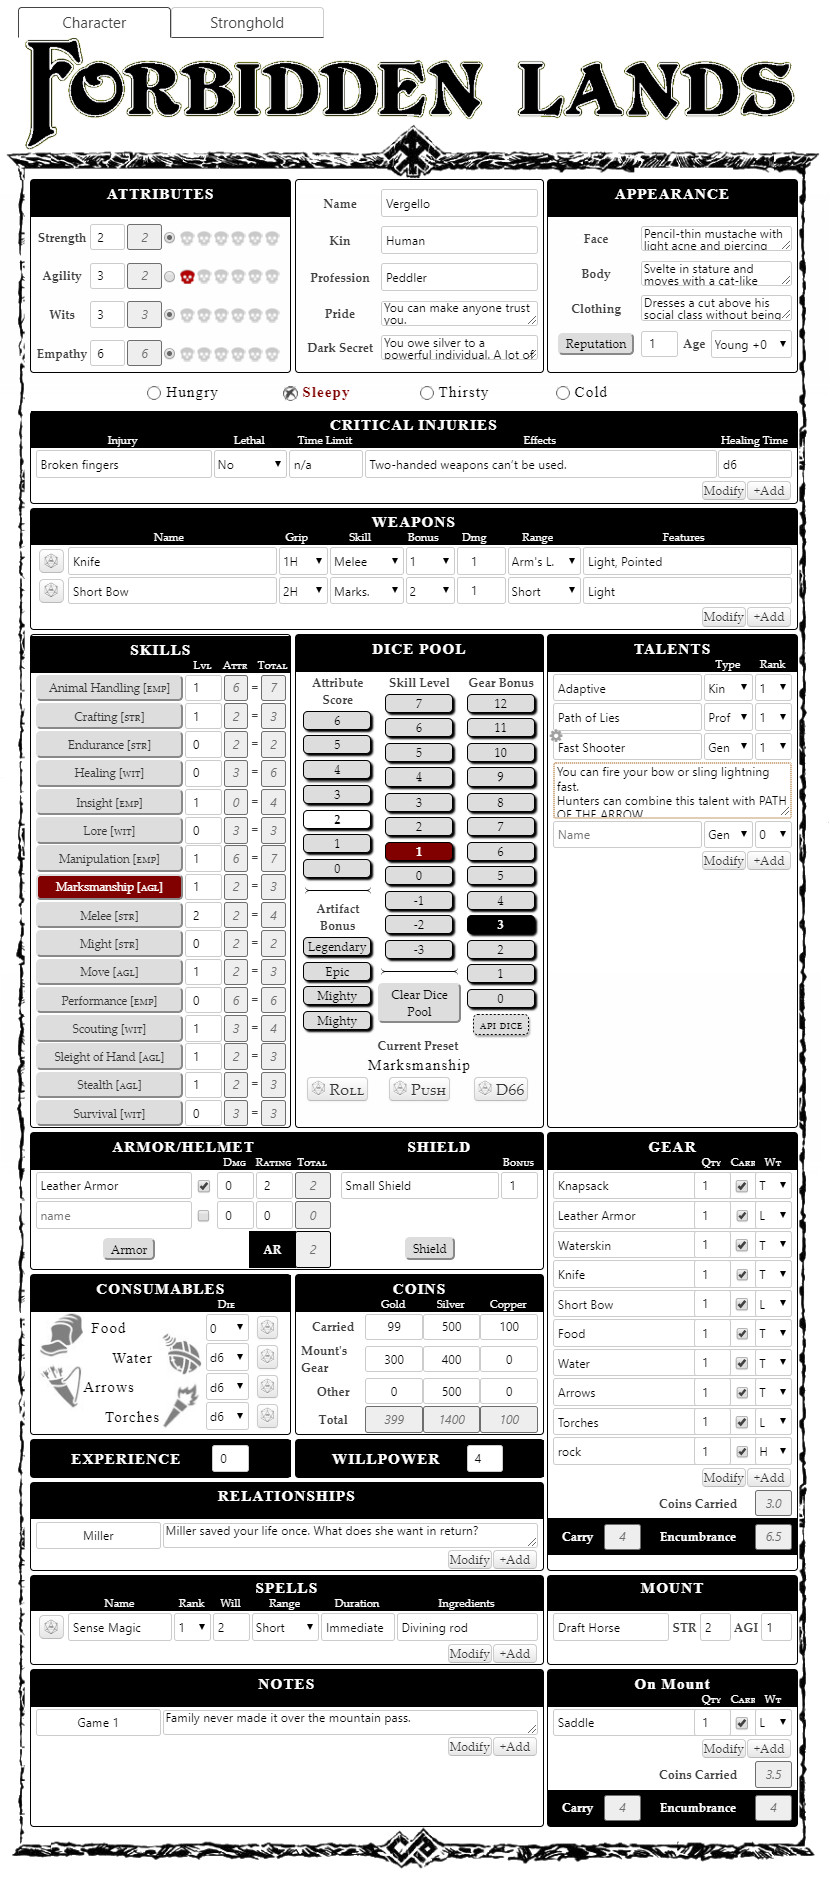 Character Stronghold
FORBIDDEN LANDS
ATTRIBUTES
Strength 2 2
Agility 3 2
Wits 3 3
Empathy 6 6
Name Vergello
Kin Human
Profession Peddler
Pride You can make anyone trust
you.
Dark Secret You owe silver to a
powerful individual. A lot of
APPEARANCE
Face Pencil-thin mustache with
light acne and piercing
Body Svelte in stature and
moves with a cat-like
Clothing Dresses a cut above his
social class without being
Reputation 1 Age Young +0
Hungry Sleepy Thirsty Cold
CRITICAL INJURIES
Injury Lethal Time Limit Effects Healing Time
Broken fingers No n/a Two-handed weapons can't be used. d6
Modify +Add
WEAPONS
Name Grip Skill Bonus Dmg Range Features
Knife 1H Melee 1 1 Arm's L. Light, Pointed
Short Bow 2H Marks. 2 1 Short Light
Modify +Add
SKILLS
Lvl Attr Total
Animal Handling [EMP] 1 6 = 7
Crafting [STR] 1 2 = 3
Endurance [STR] 0 2 = 2
Healing [WIT] 0 3 = 6
Insight [EMP] 1 0 = 4
Lore [WIT] 0 3 = 3
Manipulation [EMP] 1 6 = 7
Marksmanship [AGL] 1 2 = 3
Melee [STR] 2 2 = 4
Might [STR] 0 2 = 2
Move [AGL] 1 2 = 3
Performance [EMP] 0 6 = 6
Scouting [WIT] 1 3 = 4
Sleight of Hand [AGL] 1 2 = 3
Stealth [AGL] 1 2 = 3
Survival [WIT] 0 3 = 3
DICE POOL
Attribute
Score
6
5
4
3
2
1
0
Artifact
Bonus
Legendary
Epic
Mighty
Mighty
Skill Level
7
6
5
4
3
2
1
0
-1
-2
-3
Clear Dice
Pool
Gear Bonus
12
11
10
9
8
7
6
5
4
3
2
1
0
API DICE
Current Preset
Marksmanship
Roll Push D66
TALENTS
Type Rank
Adaptive Kin 1
Path of Lies Prof 1
Fast Shooter Gen 1
You can fire your bow or sling lightning
fast.
Hunters can combine this talent with PATH
OF THE ARROW
Name Gen 0
Modify +Add
ARMOR/HELMET
Dmg Rating Total
Leather Armor 0 2 2
name 0 0 0
Armor AR 2
SHIELD
Bonus
Small Shield 1
Shield
GEAR
Qty Carr Wt
Knapsack 1 T
Leather Armor 1 L
Waterskin 1 T
Knife 1 T
Short Bow 1 L
Food 1 T
Water 1 T
Arrows 1 T
Torches 1 L
rock 1 H
Modify +Add
Coins Carried 3.0
Carry 4 Encumbrance 6.5
CONSUMABLES
Die
Food 0
Water d6
Arrows d6
Torches d6
COINS
Gold Silver Copper
Carried 99 500 100
Mount's
Gear 300 400 0
Other 0 500 0
Total 399 1400 100
EXPERIENCE 0
WILLPOWER 4
RELATIONSHIPS
Miller Miller saved your life once. What does she want in return?
Modify +Add
SPELLS
Name Rank Will Range Duration Ingredients
Sense Magic 1 2 Short Immediate Divining rod
Modify +Add
MOUNT
Draft Horse STR 2 AGI 1
NOTES
Game 1 Family never made it over the mountain pass.
Modify +Add
On Mount
Qty Carr Wt
Saddle 1 L
Modify +Add
Coins Carried 3.5
Carry 4 Encumbrance 4